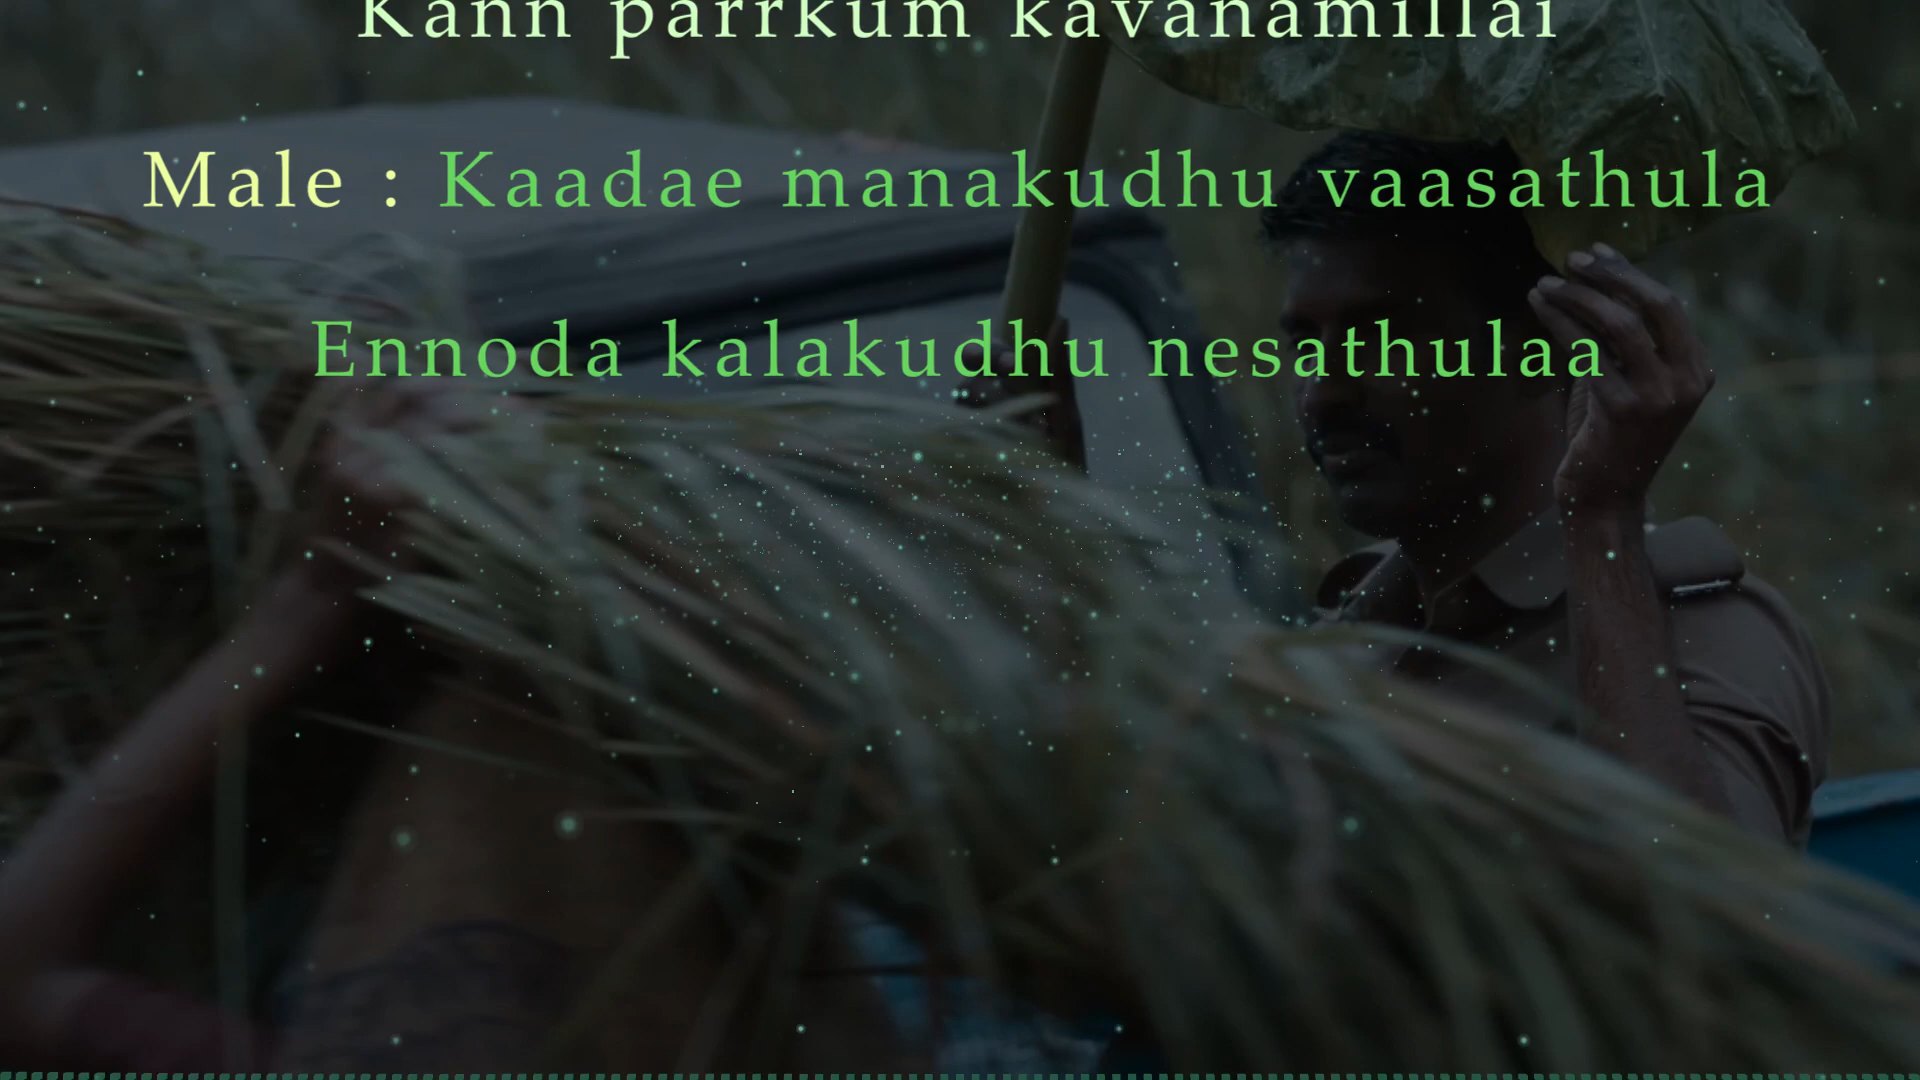 Kann parrkum kavanamillai
Male : Kaadae manakudhu vaasathula
Ennoda kalakudhu nesathulaa